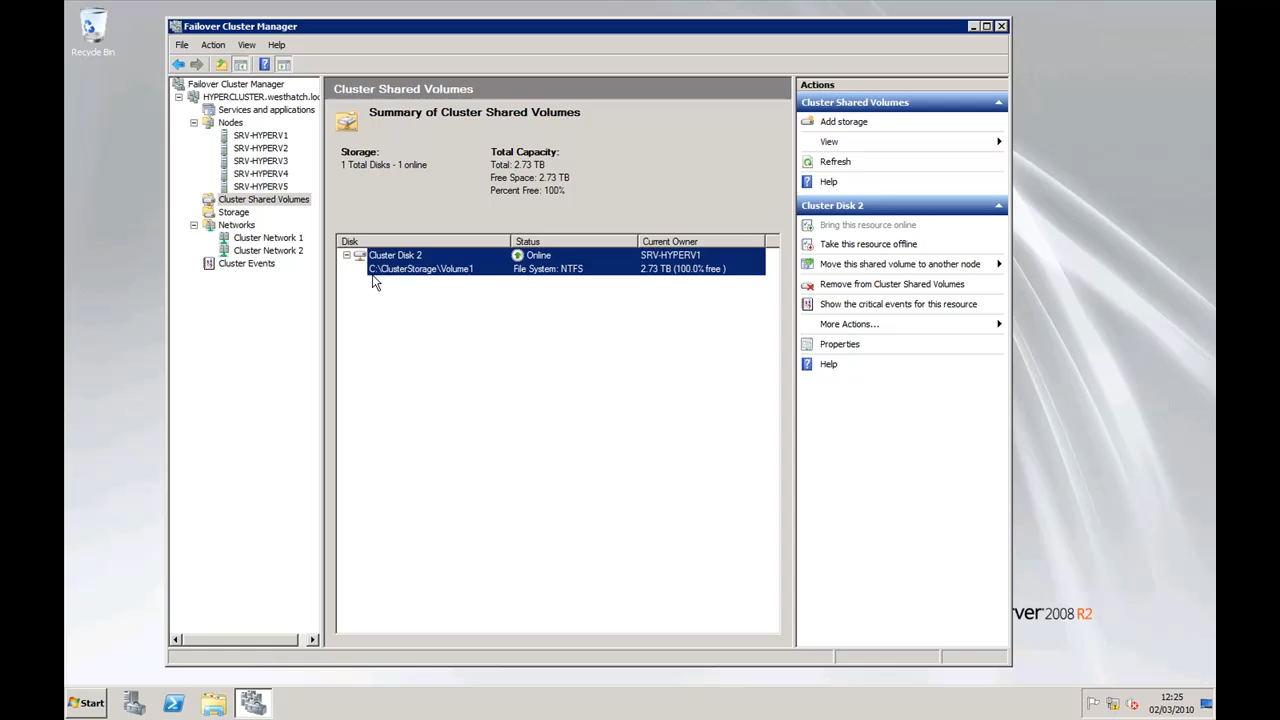 Recycle Bin
Failover Cluster Manager
File Action View Help
Failover Cluster Manager
HYPERCLUSTER.westhatch.loc
Services and applications
Nodes
SRV-HYPERV1
SRV-HYPERV2
SRV-HYPERV3
SRV-HYPERV4
SRV-HYPERV5
Cluster Shared Volumes
Storage
Networks
Cluster Network 1
Cluster Network 2
Cluster Events
Cluster Shared Volumes
Summary of Cluster Shared Volumes
Storage:
1 Total Disks - 1 online
Total Capacity:
Total: 2.73 TB
Free Space: 2.73 TB
Percent Free: 100%
Disk Status Current Owner
Cluster Disk 2 Online SRV-HYPERV1
C:\ClusterStorage\Volume1 File System: NTFS 2.73 TB (100.0% free )
Actions
Cluster Shared Volumes
Add storage
View
Refresh
Help
Cluster Disk 2
Bring this resource online
Take this resource offline
Move this shared volume to another node
Remove from Cluster Shared Volumes
Show the critical events for this resource
More Actions...
Properties
Help
rver 2008 R2
Start
12:25
02/03/2010